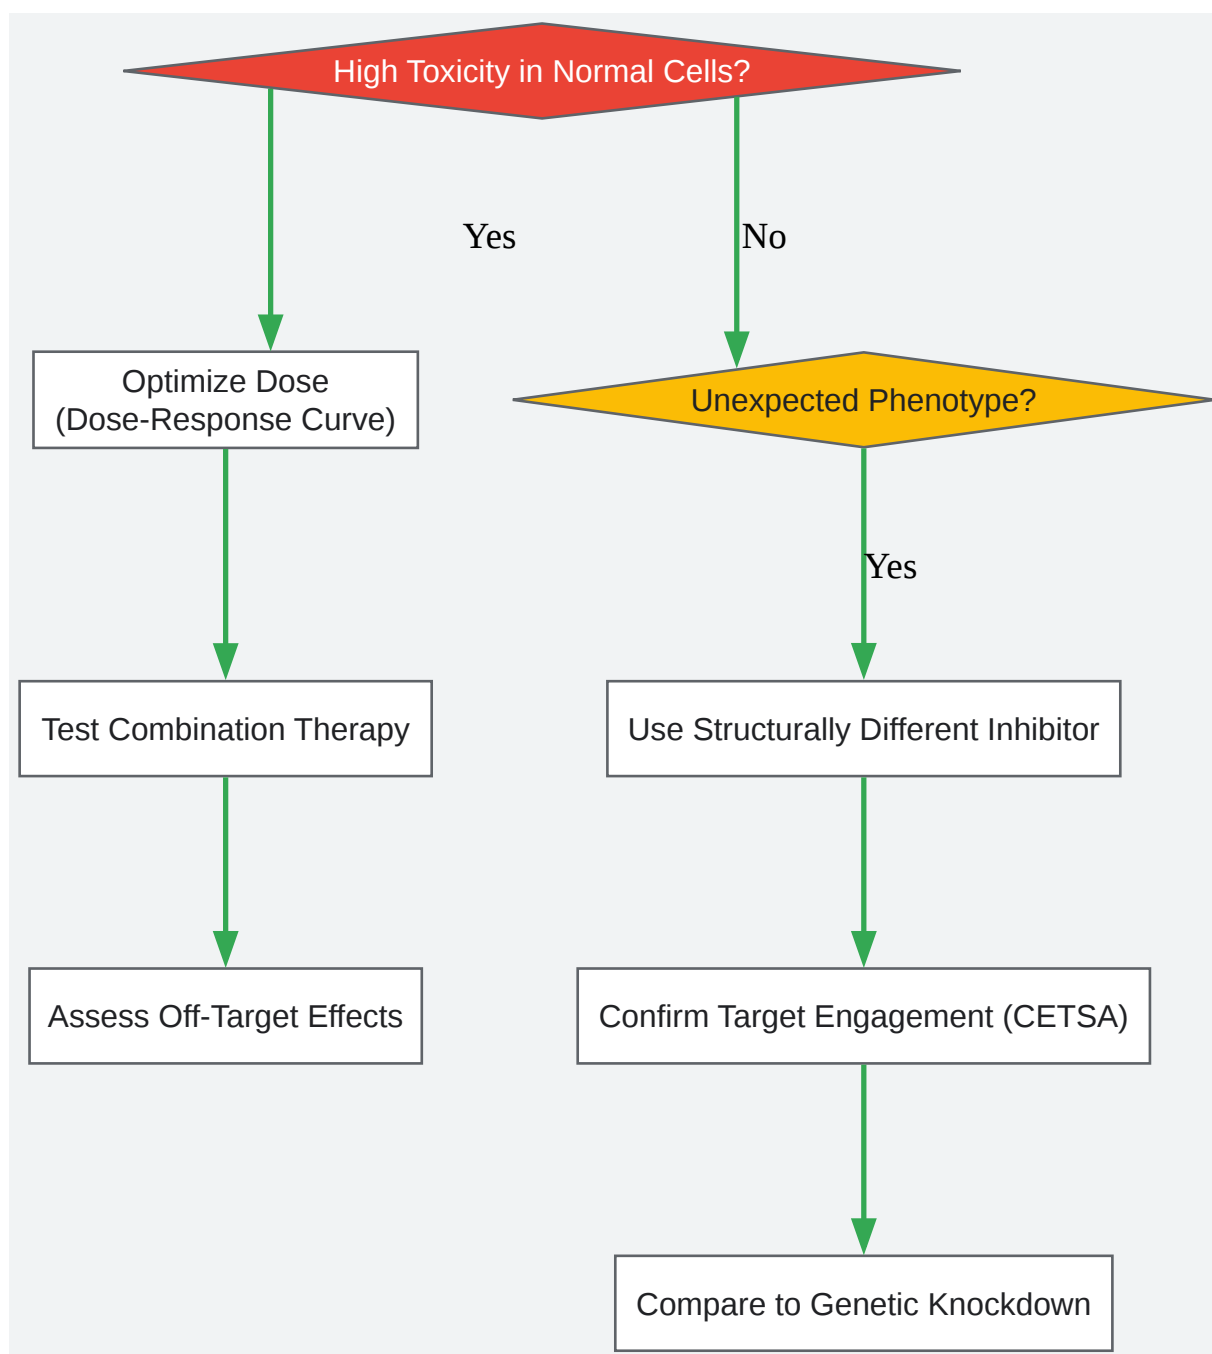 High Toxicity in Normal Cells?
Yes
No
Optimize Dose
(Dose-Response Curve)
Unexpected Phenotype?
Yes
Test Combination Therapy
Use Structurally Different Inhibitor
Assess Off-Target Effects
Confirm Target Engagement (CETSA)
Compare to Genetic Knockdown